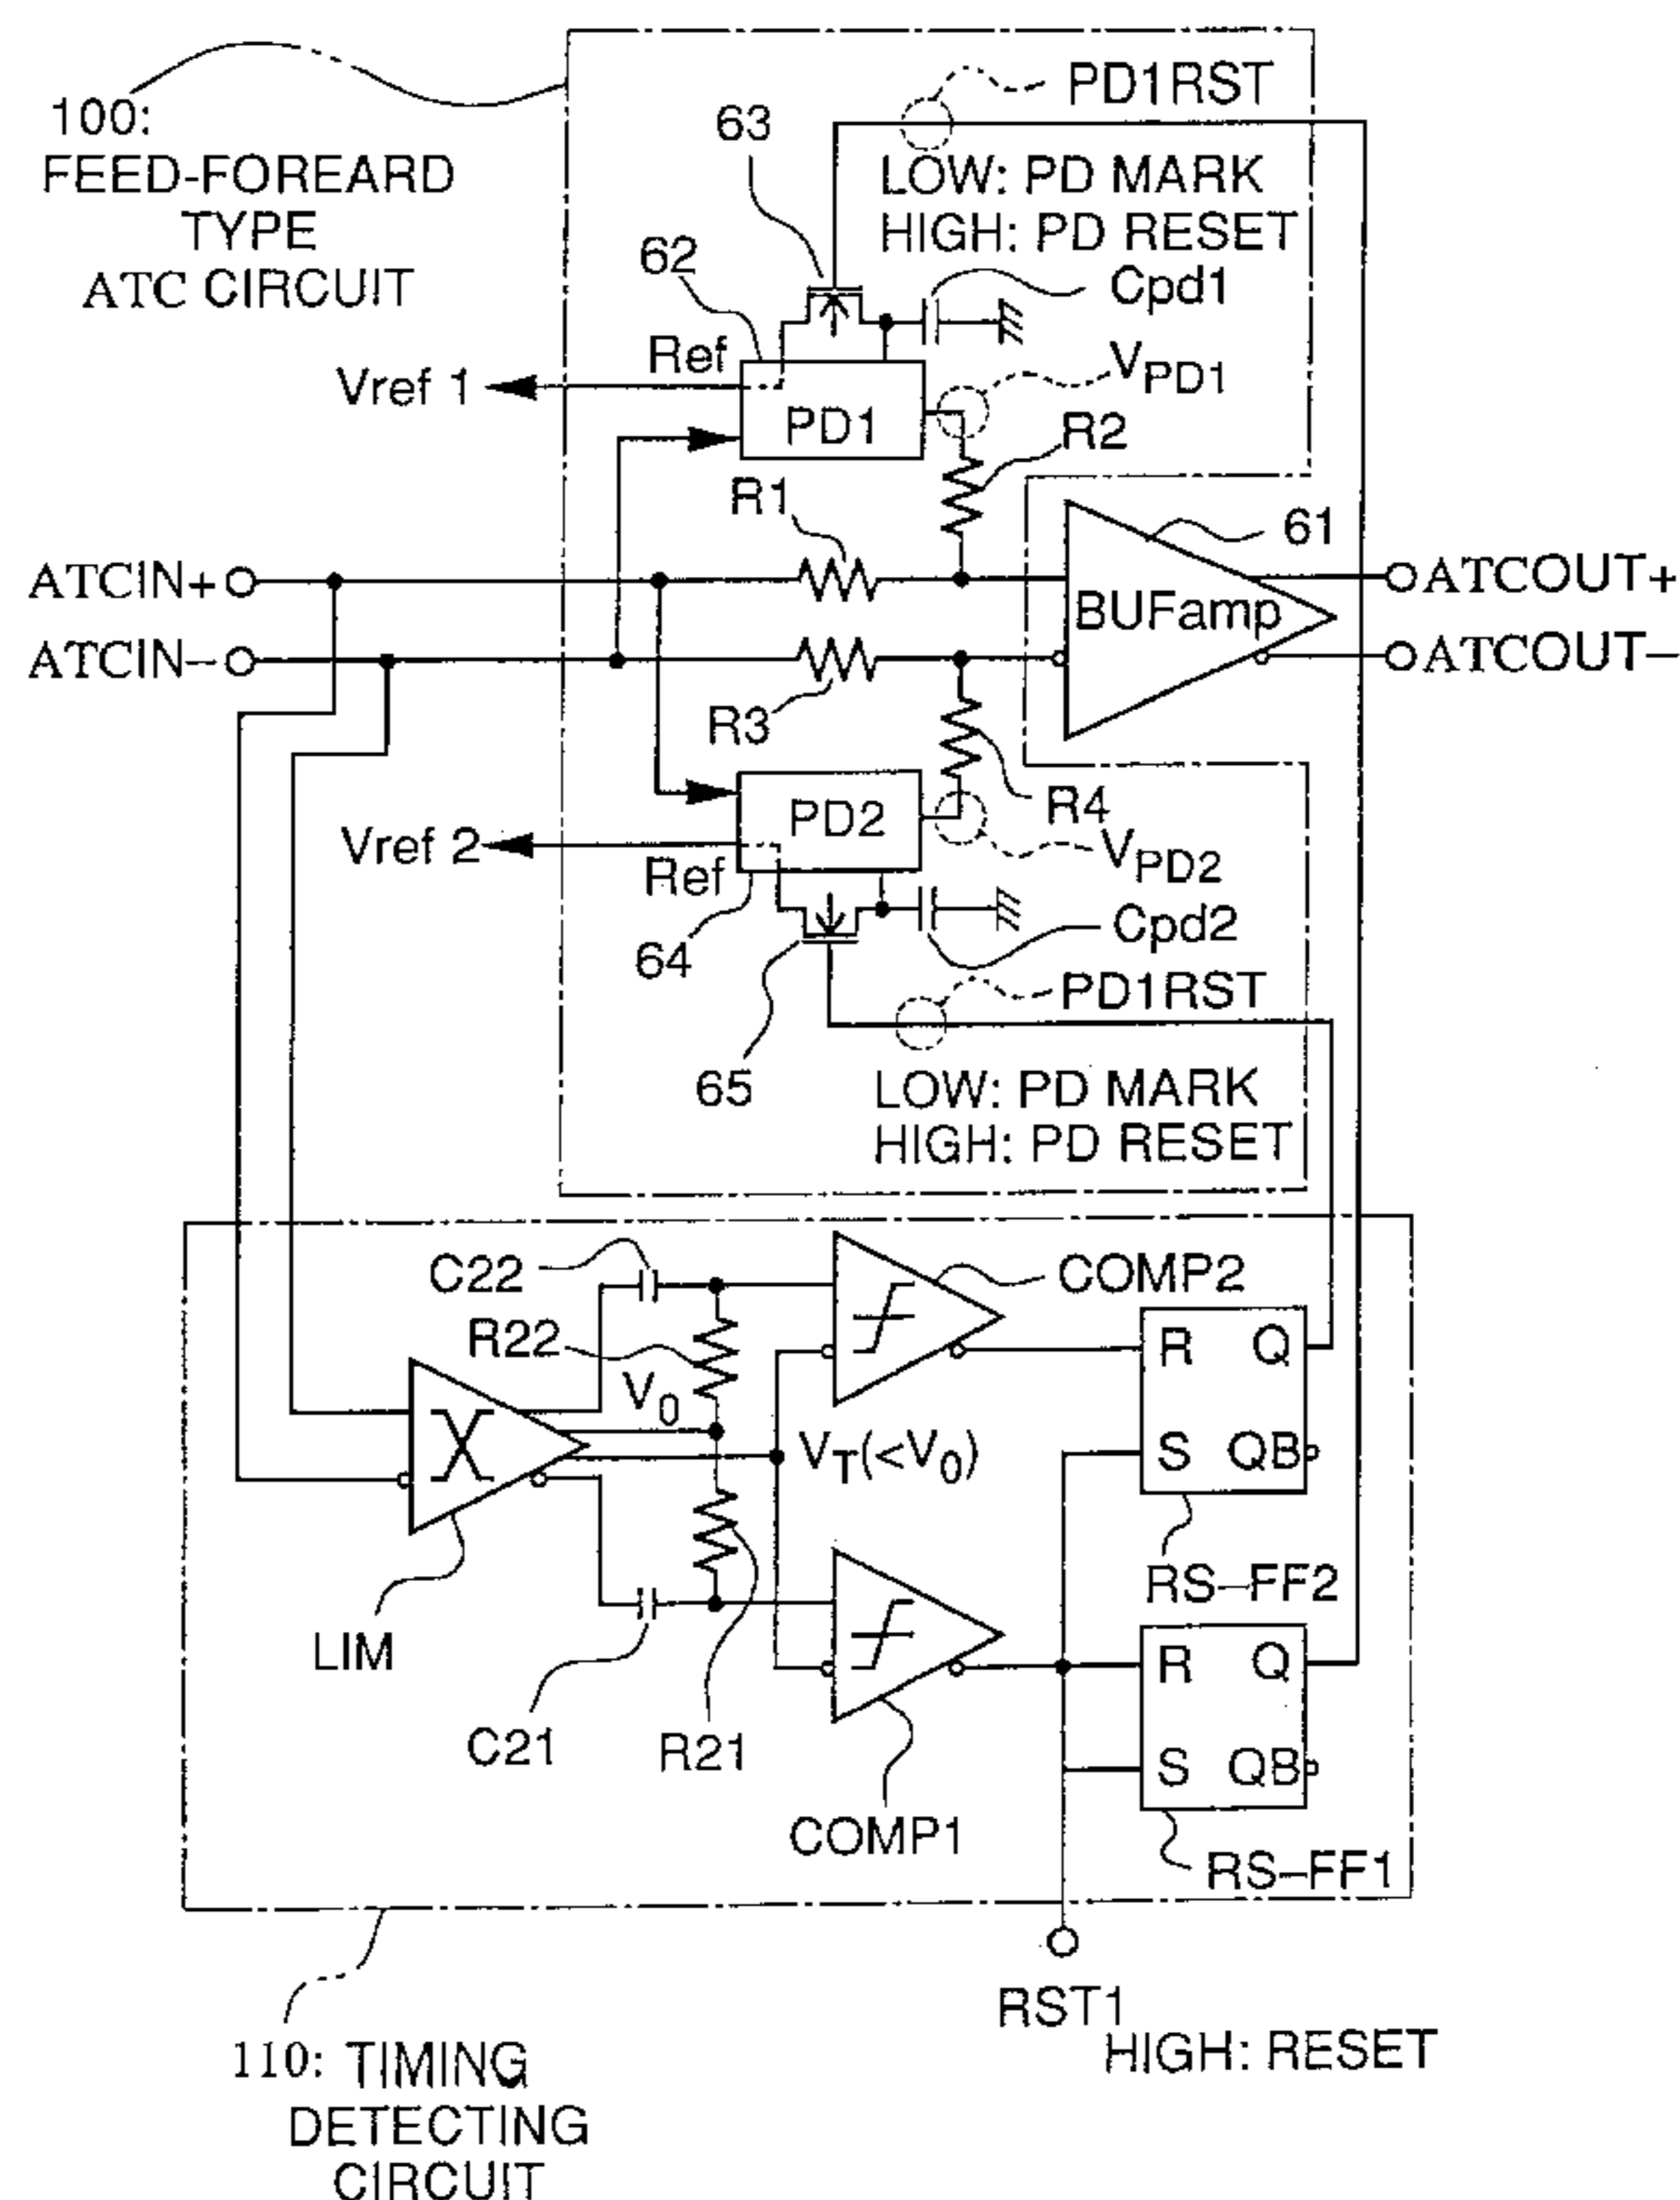 PD1RST
100:
FEED-FOREARD
TYPE
ATC CIRCUIT
63
LOW: PD MARK
HIGH: PD RESET
62
Cpd1
Ref
Vref 1
VPD1
PD1
R2
R1
61
ATCIN+
ATCOUT+
BUFamp
ATCIN−
ATCOUT−
R3
R4
PD2
Vref 2
Ref
VPD2
Cpd2
64
PD1RST
65
LOW: PD MARK
HIGH: PD RESET
C22
COMP2
R22
R Q
V0
VT(<V0)
S QB
RS−FF2
LIM
R Q
C21
R21
S QB
COMP1
RS−FF1
RST1
HIGH: RESET
110: TIMING
DETECTING
CIRCUIT